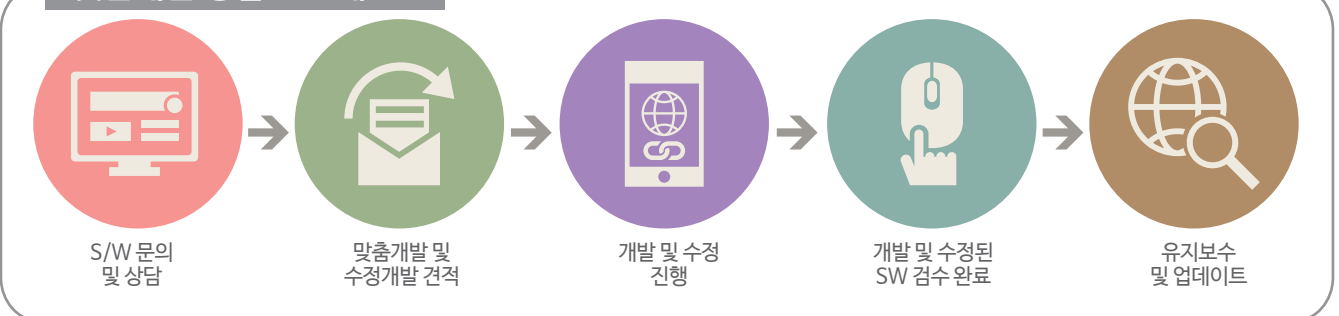 S/W 문의
및 상담
맞춤개발 및
수정개발 견적
개발 및 수정
진행
개발 및 수정된
SW 검수 완료
유지보수
및 업데이트